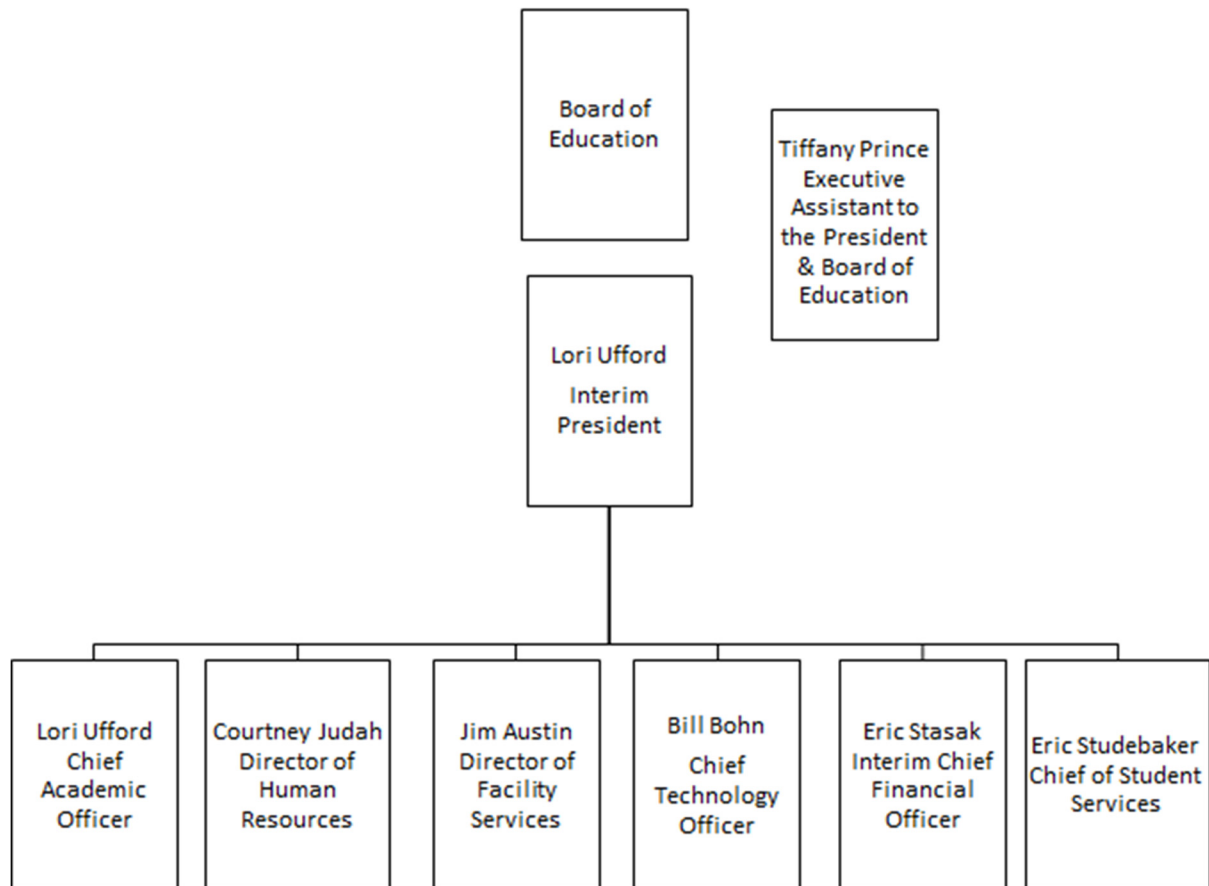 Board of
Education
Tiffany Prince
Executive
Assistant to
the President
& Board of
Education
Lori Ufford
Interim
President
Lori Ufford
Chief
Academic
Officer
Courtney Judah
Director of
Human
Resources
Jim Austin
Director of
Facility
Services
Bill Bohn
Chief
Technology
Officer
Eric Stasak
Interim Chief
Financial
Officer
Eric Studebaker
Chief of Student
Services